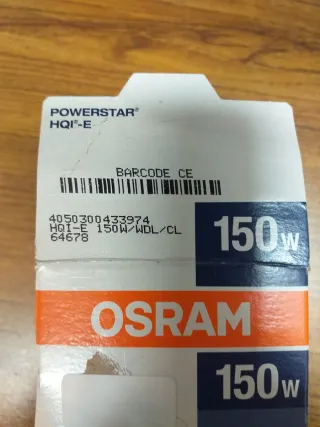 POWERSTAR®
HQI®-E
BARCODE CE
4050300433974
HQI-E 150W/WDL/CL
64678
150W
OSRAM
150W